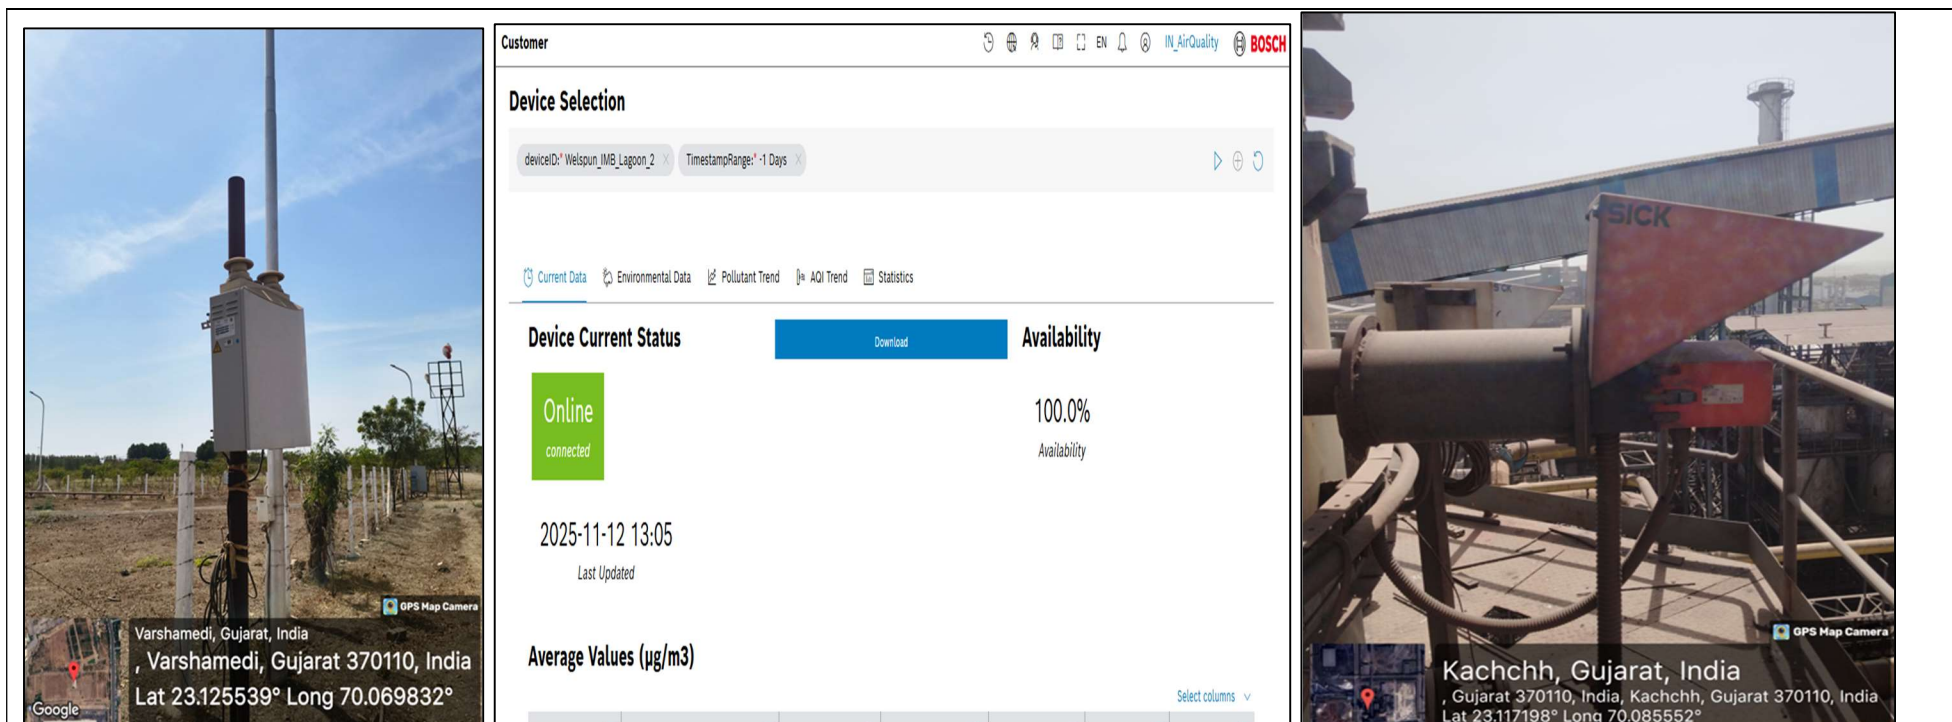 GPS Map Camera
Varshamedi, Gujarat, India
, Varshamedi, Gujarat 370110, India
Lat 23.125539° Long 70.069832°
Google
Customer
EN
IN_AirQuality
BOSCH
Device Selection
deviceID:* Welspun_IMB_Lagoon_2
TimestampRange:* -1 Days
Current Data
Environmental Data
Pollutant Trend
AQI Trend
Statistics
Device Current Status
Download
Availability
Online
connected
100.0%
Availability
2025-11-12 13:05
Last Updated
Average Values (µg/m3)
Select columns
SICK
SICK
GPS Map Camera
Kachchh, Gujarat, India
, Gujarat 370110, India, Kachchh, Gujarat 370110, India
Lat 23.117198° Long 70.085552°